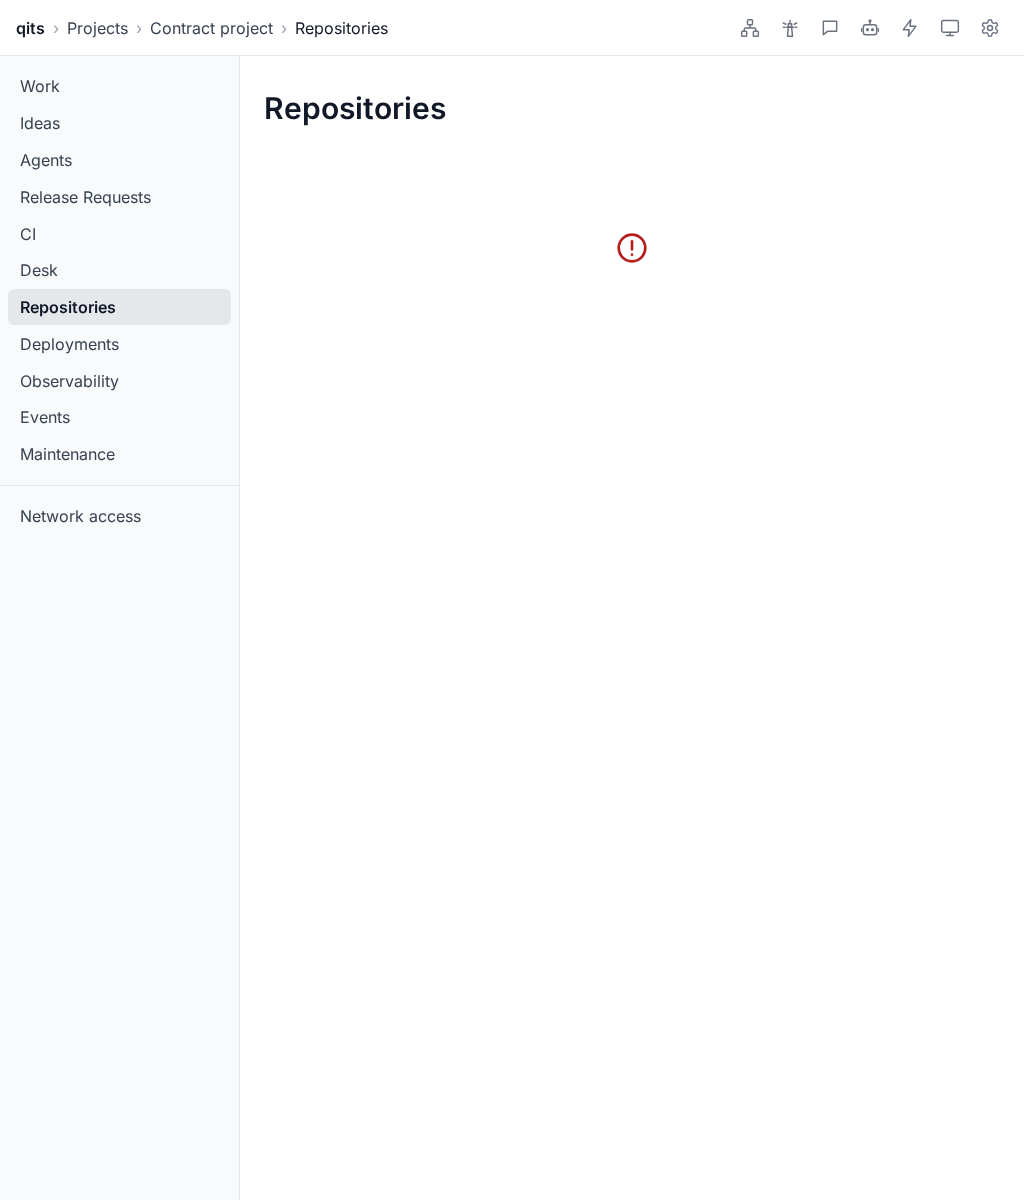 qits › Projects › Contract project › Repositories
Work
Ideas
Agents
Release Requests
CI
Desk
Repositories
Deployments
Observability
Events
Maintenance
Network access
Repositories